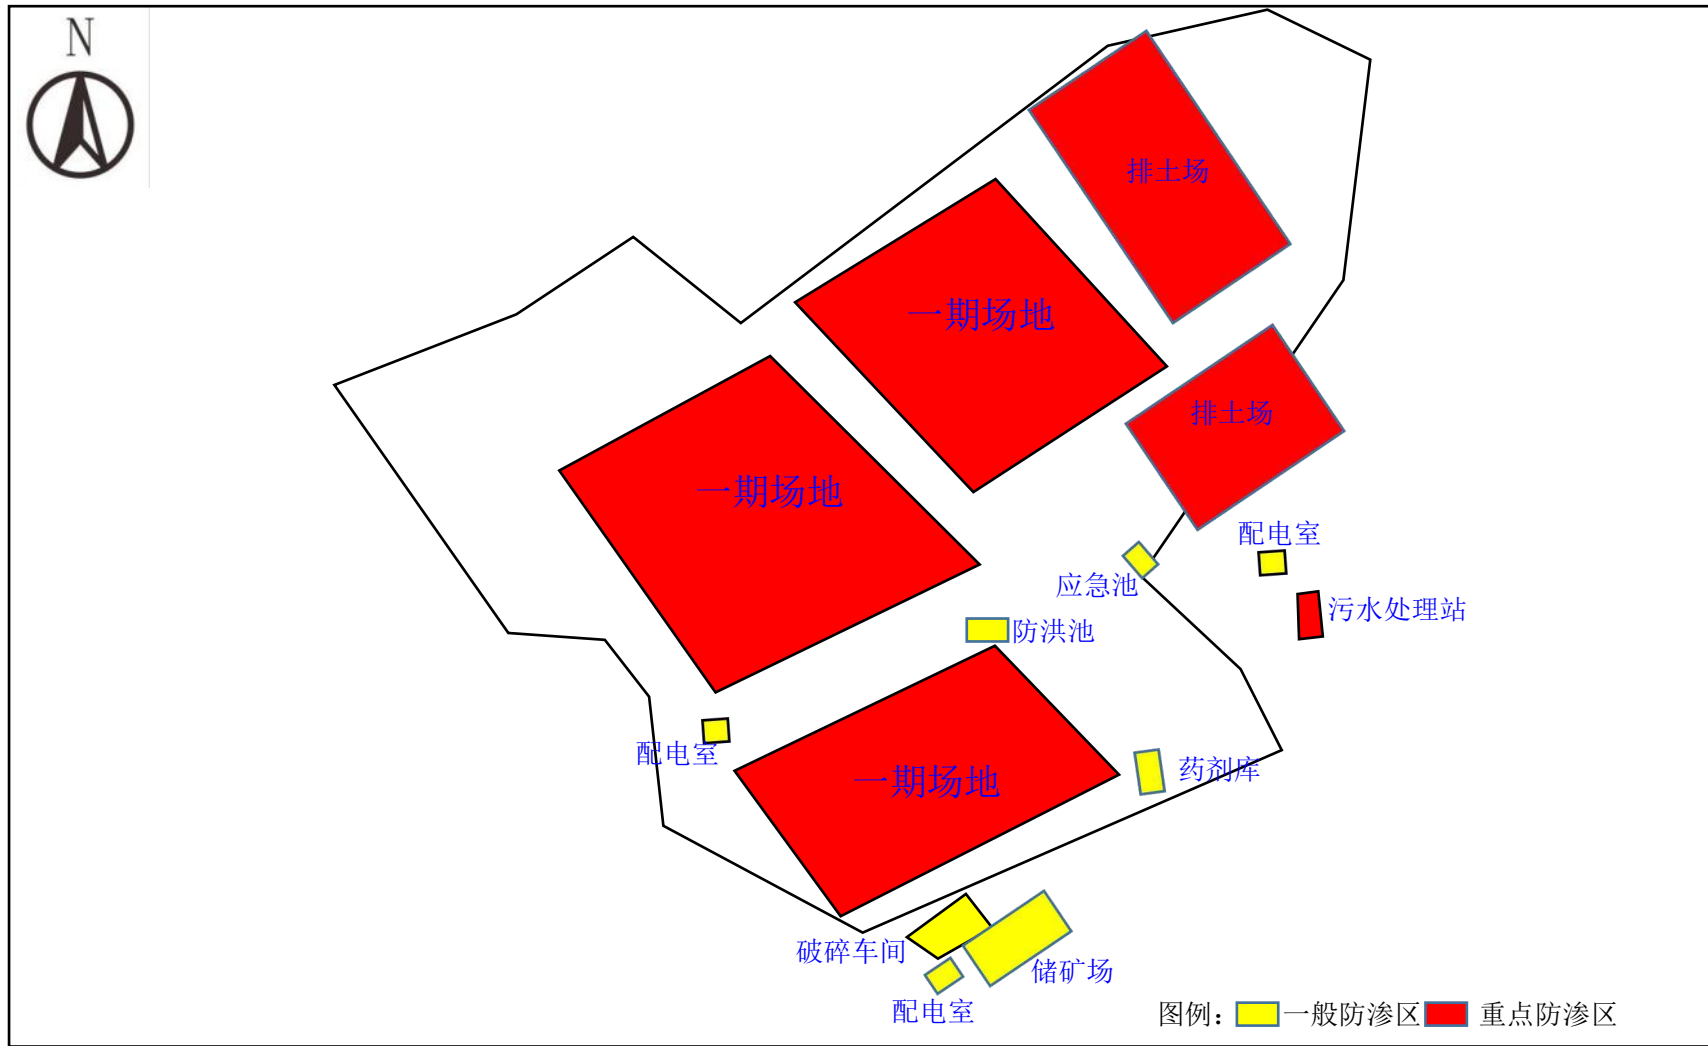 N
排土场
一期场地
排土场
一期场地
配电室
应急池
污水处理站
防洪池
配电室
一期场地
药剂库
破碎车间
储矿场
配电室
图例：一般防渗区 重点防渗区